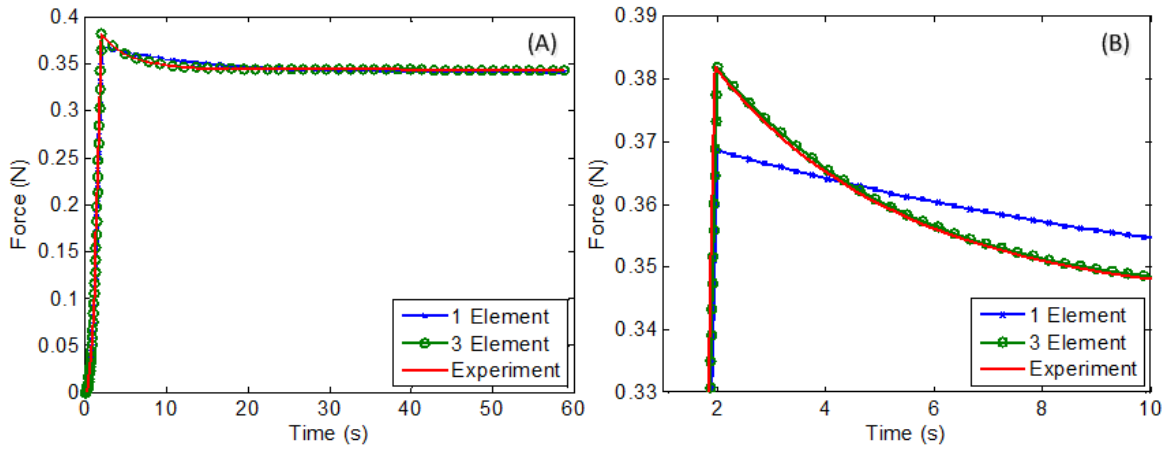 (A)
0.4
0.35
0.3
0.25
0.2
0.15
0.1
0.05
0
Force (N)
1 Element
3 Element
Experiment
0 10 20 30 40 50 60
Time (s)
(B)
0.39
0.38
0.37
0.36
0.35
0.34
0.33
Force (N)
1 Element
3 Element
Experiment
2 4 6 8 10
Time (s)